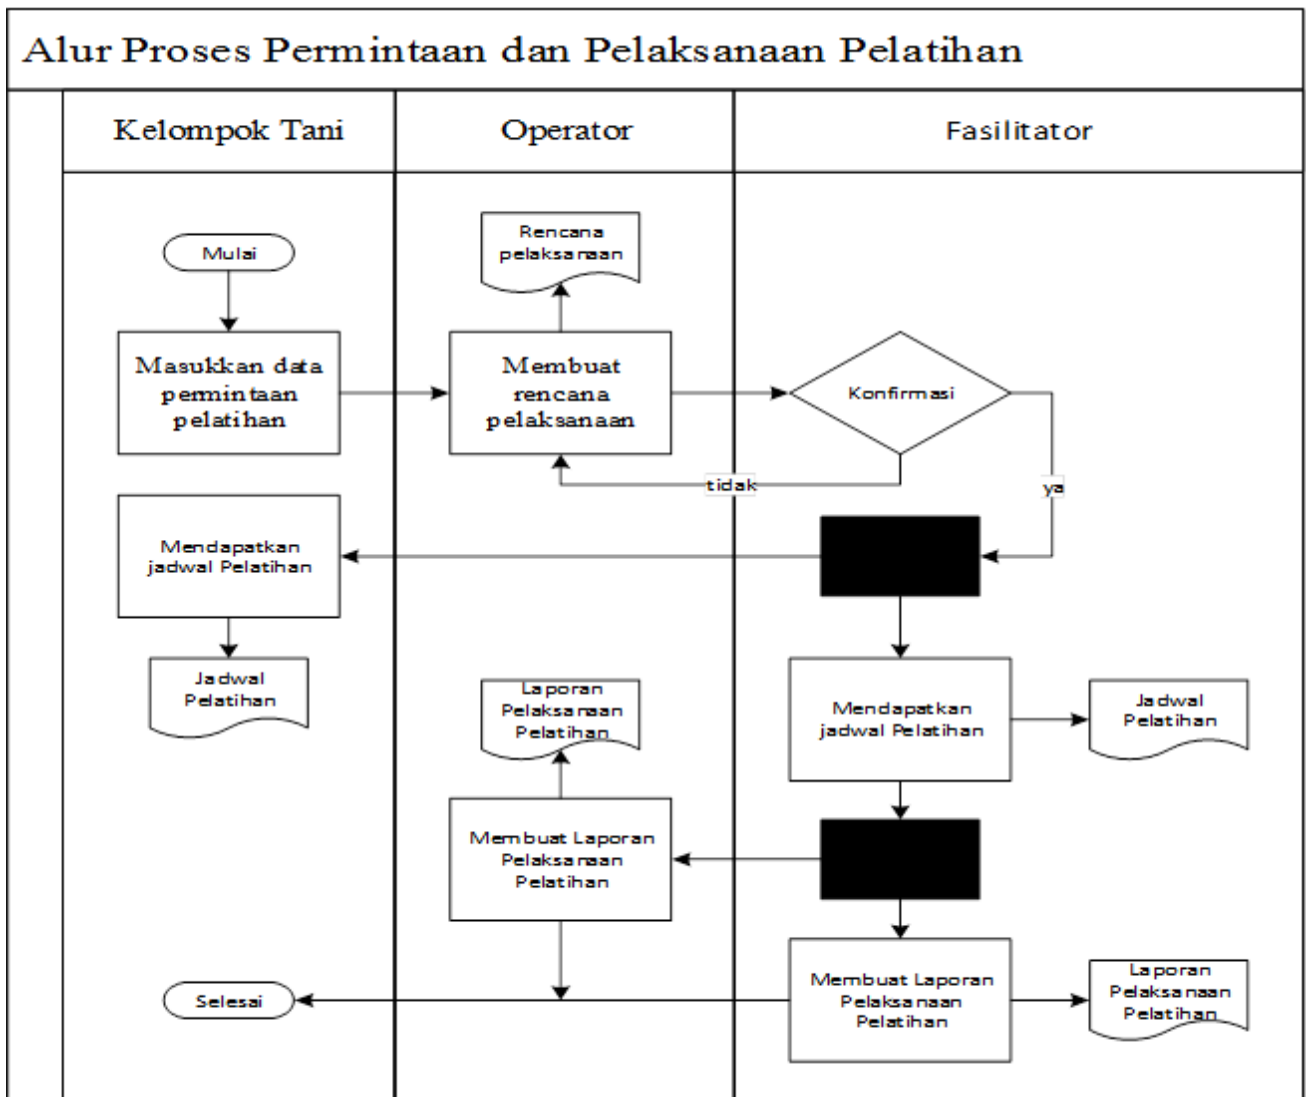 Alur Proses Permintaan dan Pelaksanaan Pelatihan
Kelompok Tani
Operator
Fasilitator
Mulai
Rencana
pelaksanaan
Masukkan data
permintaan
pelatihan
Membuat
rencana
pelaksanaan
Konfirmasi
tidak
ya
Mendapatkan
jadwal Pelatihan
Jadwal
Pelatihan
Laporan
Pelaksanaan
Pelatihan
Mendapatkan
jadwal Pelatihan
Jadwal
Pelatihan
Membuat Laporan
Pelaksanaan
Pelatihan
Selesai
Membuat Laporan
Pelaksanaan
Pelatihan
Laporan
Pelaksanaan
Pelatihan